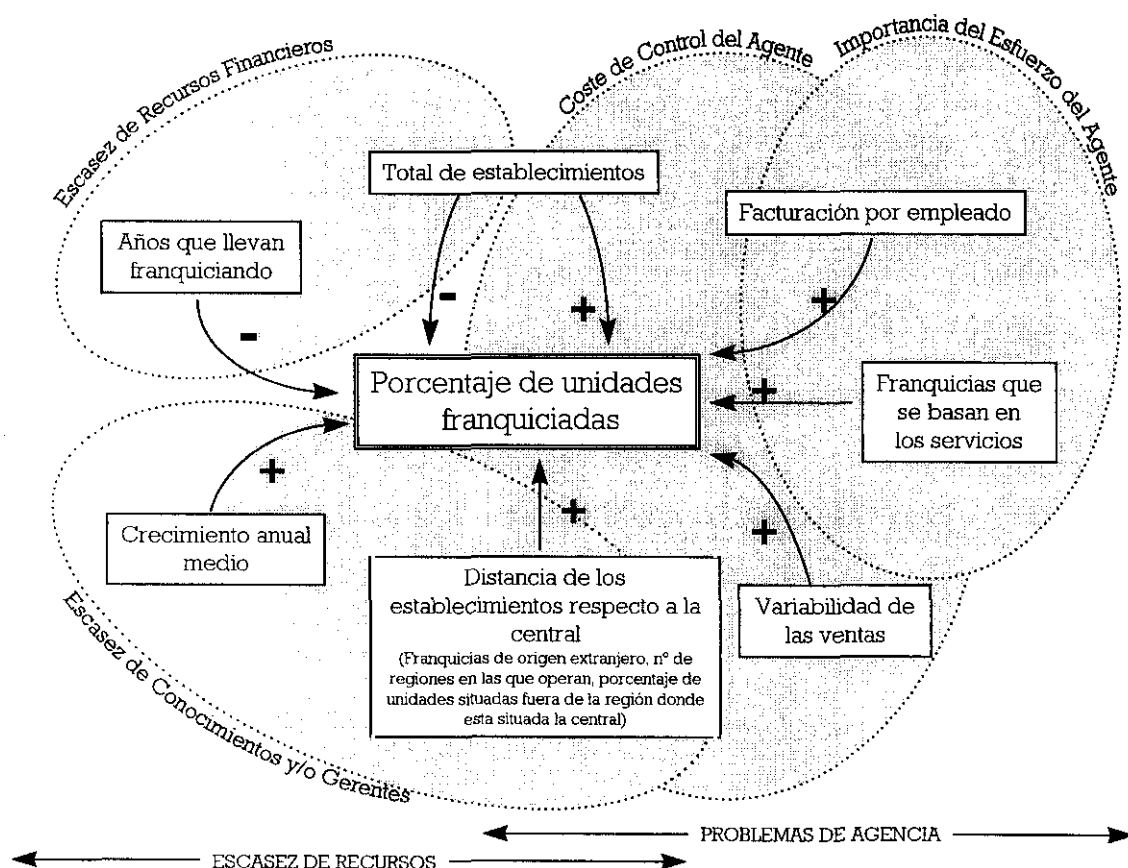 Escasez de Recursos Financieros
Coste de Control del Agente
Importancia del Esfuerzo del Agente
Total de establecimientos
Facturación por empleado
Años que llevan
franquiciando
-
-
+
+
Porcentaje de unidades
franquiciadas
+
Franquicias que
se basan en
los servicios
+
+
+
Crecimiento anual
medio
Distancia de los
establecimientos respecto a la
central
(Franquicias de origen extranjero, nº de
regiones en las que operan, porcentaje de
unidades situadas fuera de la región donde
esta situada la central)
Variabilidad de
las ventas
Escasez de Conocimientos y/o Gerentes
PROBLEMAS DE AGENCIA
ESCASEZ DE RECURSOS